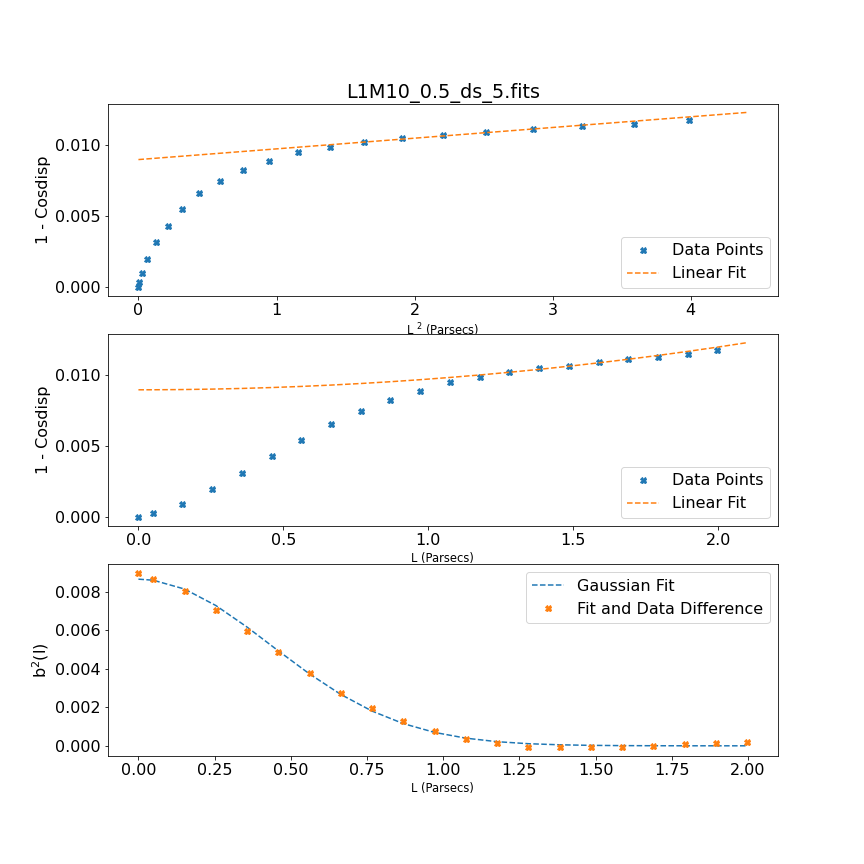 L1M10_0.5_ds_5.fits
1 - Cosdisp
0.010
0.005
0.000
Data Points
Linear Fit
0 1 2 3 4
L ² (Parsecs)
1 - Cosdisp
0.010
0.005
0.000
Data Points
Linear Fit
0.0 0.5 1.0 1.5 2.0
L (Parsecs)
b²(l)
0.008
0.006
0.004
0.002
0.000
Gaussian Fit
Fit and Data Difference
0.00 0.25 0.50 0.75 1.00 1.25 1.50 1.75 2.00
L (Parsecs)